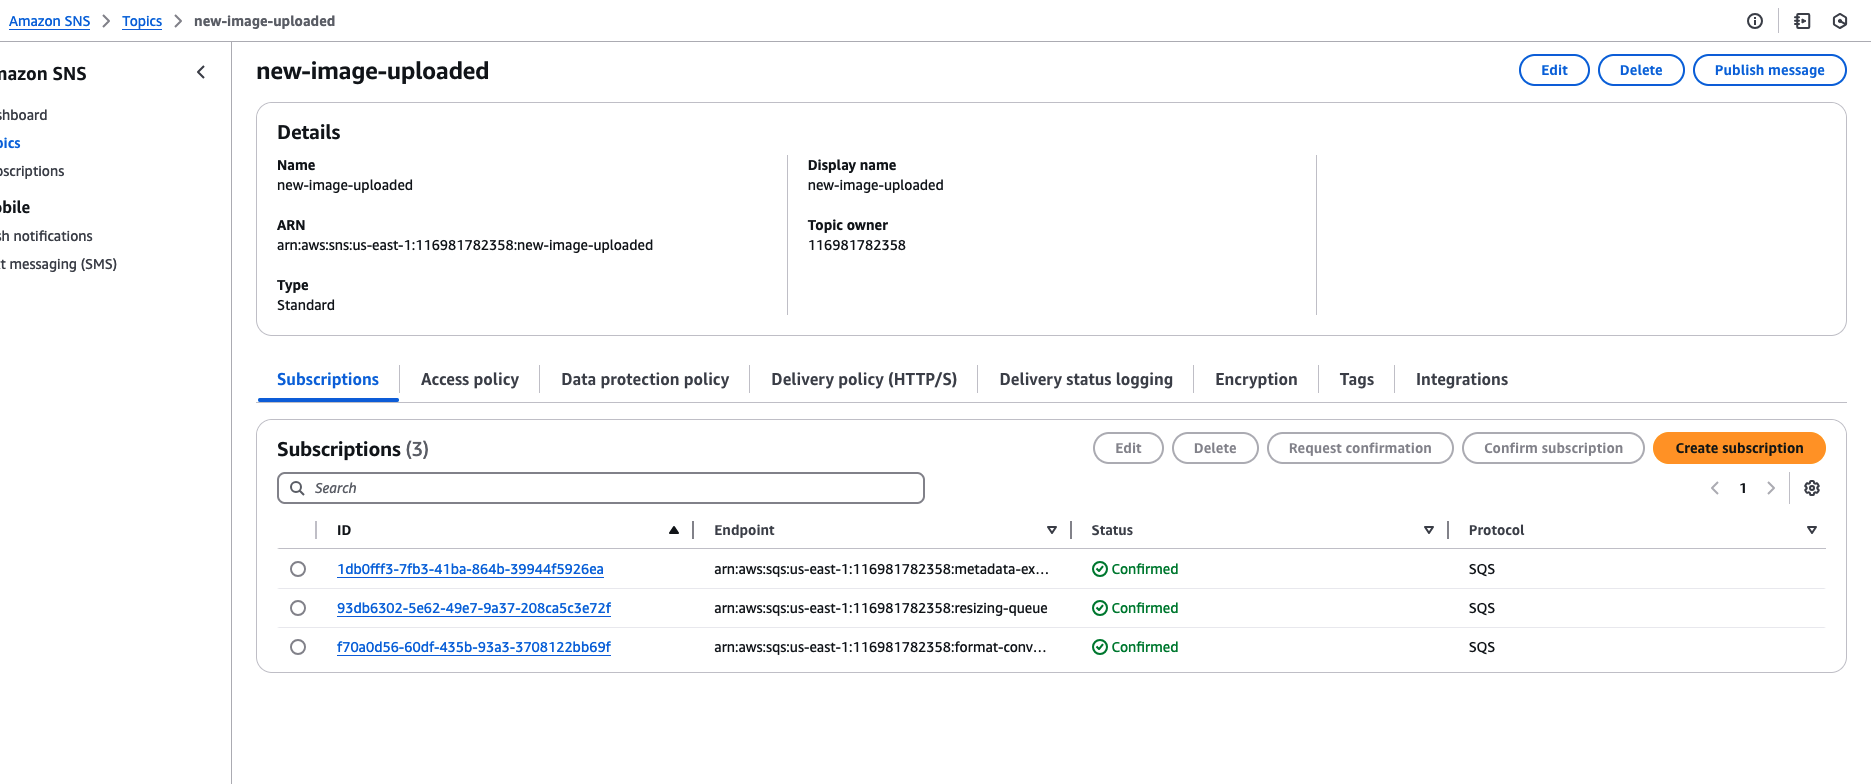 Amazon SNS > Topics > new-image-uploaded
mazon SNS
shboard
pics
bscriptions
obile
sh notifications
t messaging (SMS)
new-image-uploaded
Edit Delete Publish message
Details
Name
new-image-uploaded
ARN
arn:aws:sns:us-east-1:116981782358:new-image-uploaded
Type
Standard
Display name
new-image-uploaded
Topic owner
116981782358
Subscriptions Access policy Data protection policy Delivery policy (HTTP/S) Delivery status logging Encryption Tags Integrations
Subscriptions (3)
Edit Delete Request confirmation Confirm subscription Create subscription
Search
1
ID Endpoint Status Protocol
1db0fff3-7fb3-41ba-864b-39944f5926ea arn:aws:sqs:us-east-1:116981782358:metadata-ex... Confirmed SQS
93db6302-5e62-49e7-9a37-208ca5c3e72f arn:aws:sqs:us-east-1:116981782358:resizing-queue Confirmed SQS
f70a0d56-60df-435b-93a3-3708122bb69f arn:aws:sqs:us-east-1:116981782358:format-conv... Confirmed SQS